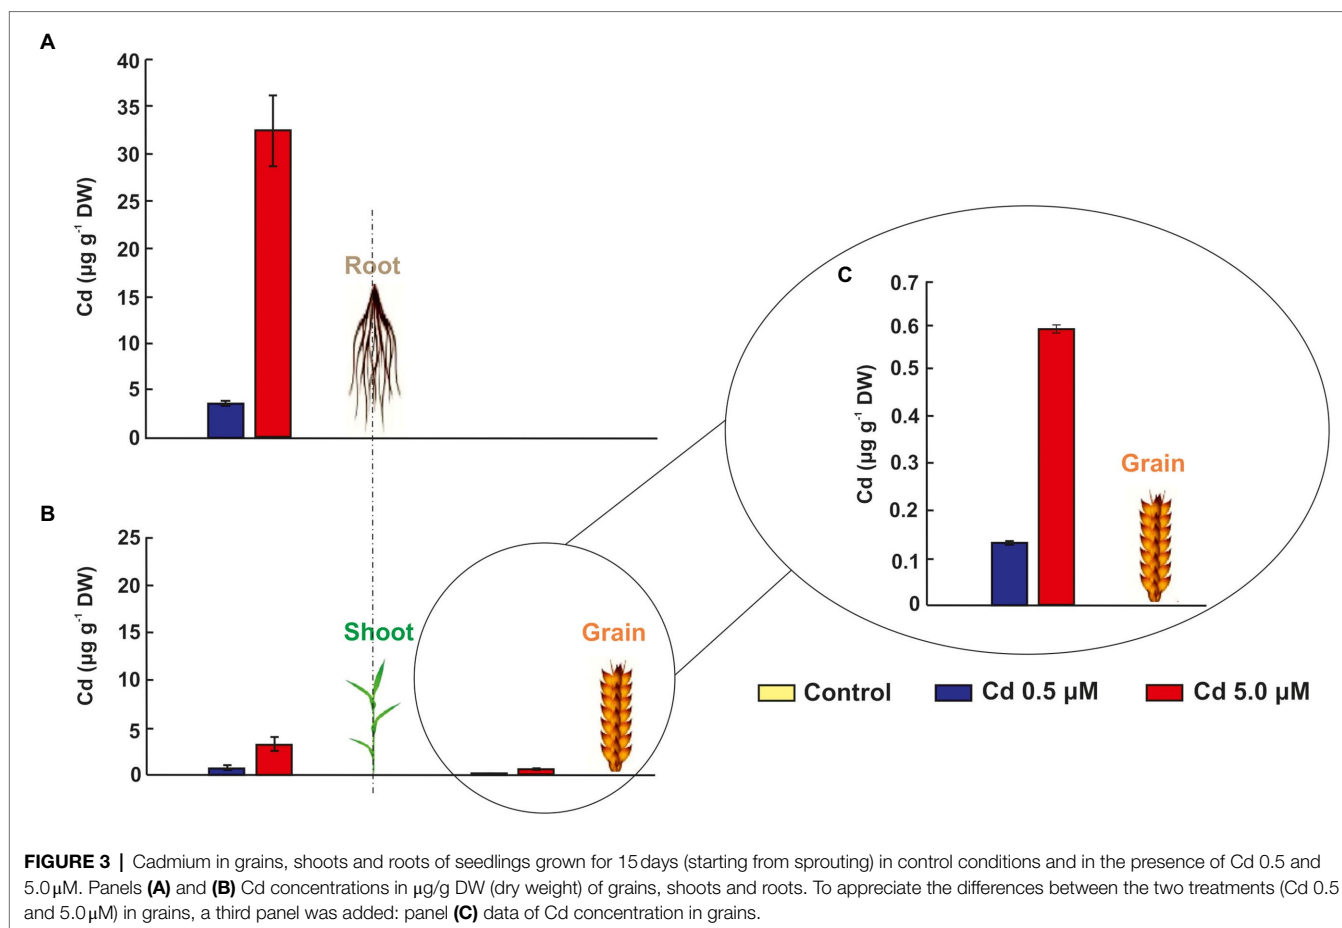 A
40
35
30
25
20
15
10
5
0
Cd (µg g⁻¹ DW)
Root
B
25
20
15
10
5
0
Cd (µg g⁻¹ DW)
Shoot
Grain
C
0.7
0.6
0.5
0.4
0.3
0.2
0.1
0
Cd (µg g⁻¹ DW)
Grain
Control Cd 0.5 µM Cd 5.0 µM
FIGURE 3 | Cadmium in grains, shoots and roots of seedlings grown for 15 days (starting from sprouting) in control conditions and in the presence of Cd 0.5 and
5.0 µM. Panels (A) and (B) Cd concentrations in µg/g DW (dry weight) of grains, shoots and roots. To appreciate the differences between the two treatments (Cd 0.5
and 5.0 µM) in grains, a third panel was added: panel (C) data of Cd concentration in grains.